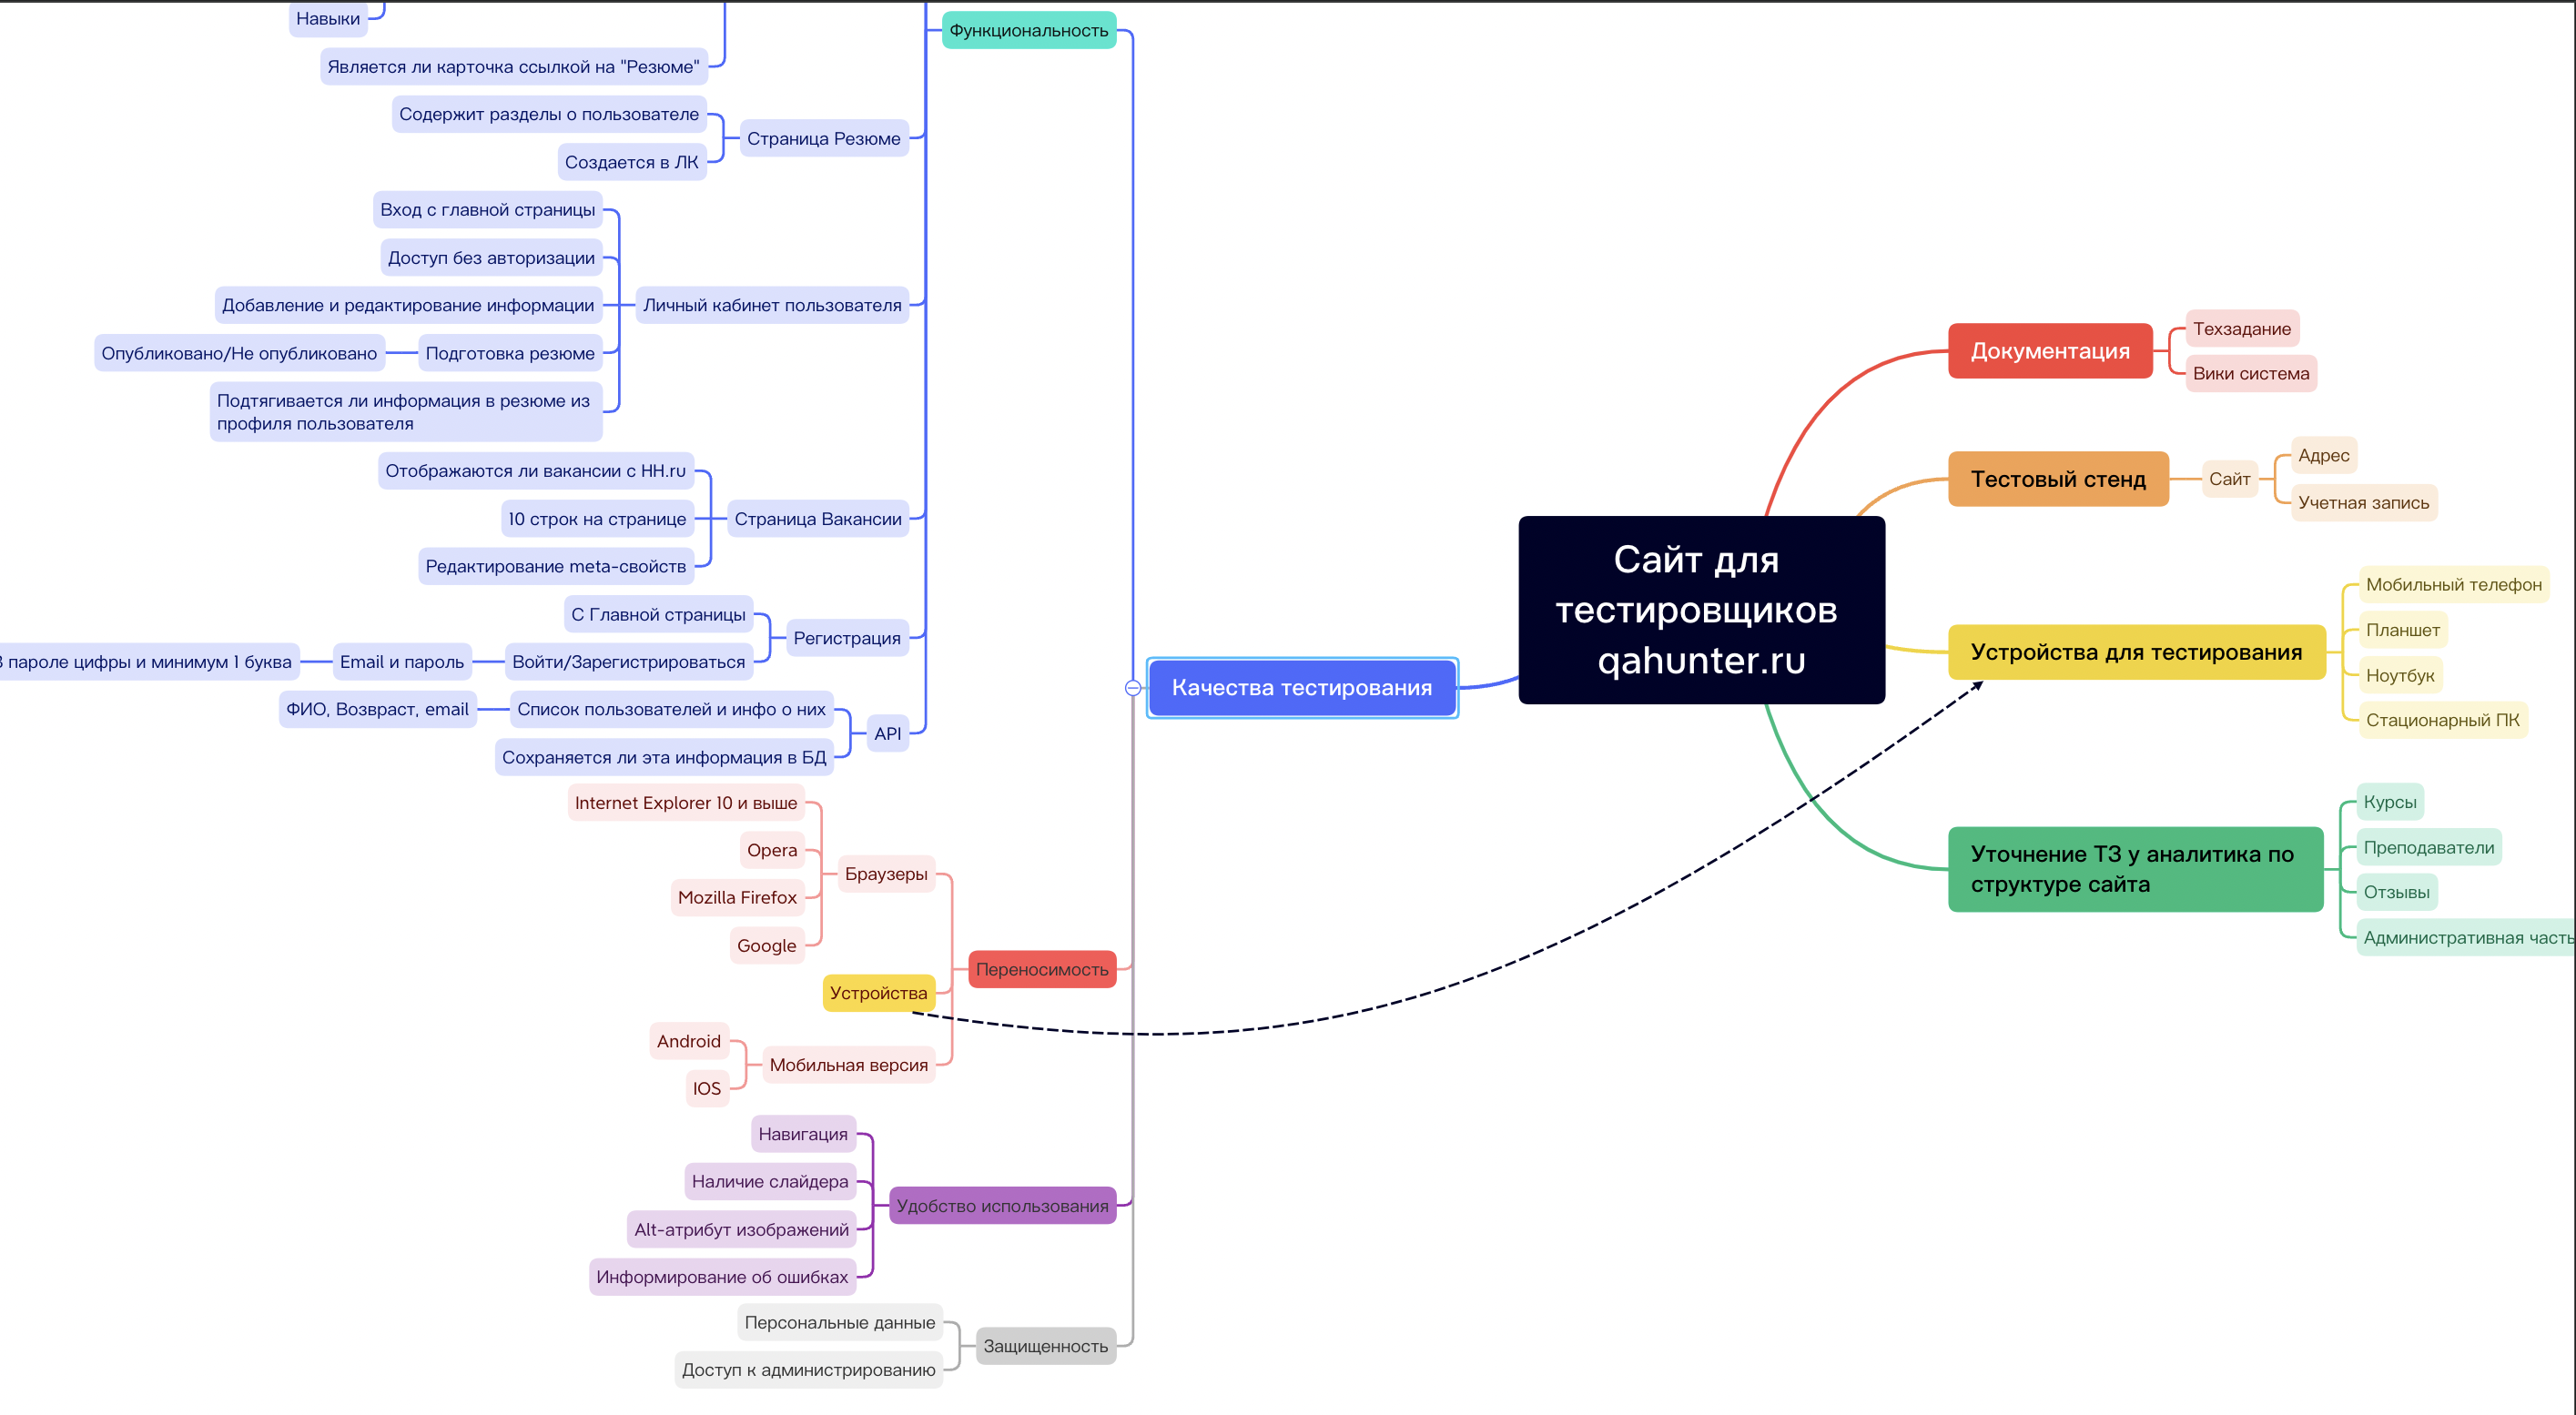 Навыки
Является ли карточка ссылкой на "Резюме"
Функциональность
Содержит разделы о пользователе
Создается в ЛК
Страница Резюме
Вход с главной страницы
Доступ без авторизации
Добавление и редактирование информации
Опубликовано/Не опубликовано
Подготовка резюме
Подтягивается ли информация в резюме из
профиля пользователя
Личный кабинет пользователя
Отображаются ли вакансии с HH.ru
10 строк на странице
Редактирование meta-свойств
Страница Вакансии
С Главной страницы
В пароле цифры и минимум 1 буква
Email и пароль
Войти/Зарегистрироваться
Регистрация
ФИО, Возвраст, email
Список пользователей и инфо о них
Сохраняется ли эта информация в БД
API
Internet Explorer 10 и выше
Opera
Mozilla Firefox
Google
Браузеры
Устройства
Переносимость
Android
IOS
Мобильная версия
Навигация
Наличие слайдера
Alt-атрибут изображений
Информирование об ошибках
Удобство использования
Персональные данные
Доступ к администрированию
Защищенность
Качества тестирования
Сайт для
тестировщиков
qahunter.ru
Документация
Техзадание
Вики система
Тестовый стенд
Сайт
Адрес
Учетная запись
Устройства для тестирования
Мобильный телефон
Планшет
Ноутбук
Стационарный ПК
Уточнение ТЗ у аналитика по
структуре сайта
Курсы
Преподаватели
Отзывы
Административная часть